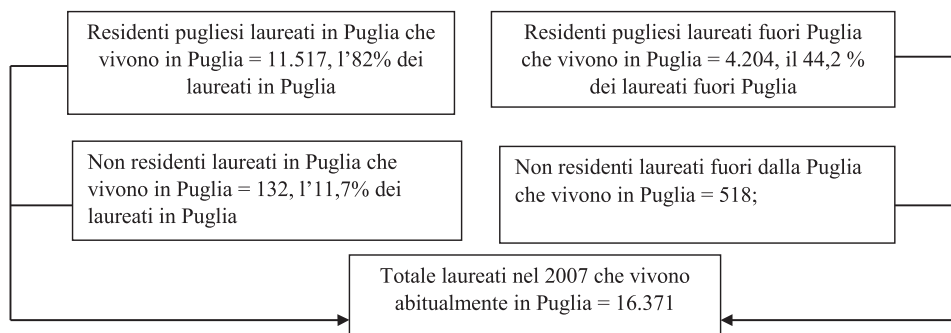 Residenti pugliesi laureati in Puglia che
vivono in Puglia = 11.517, l'82% dei
laureati in Puglia
Residenti pugliesi laureati fuori Puglia
che vivono in Puglia = 4.204, il 44,2 %
dei laureati fuori Puglia
Non residenti laureati in Puglia che
vivono in Puglia = 132, l'11,7% dei
laureati in Puglia
Non residenti laureati fuori dalla Puglia
che vivono in Puglia = 518;
Totale laureati nel 2007 che vivono
abitualmente in Puglia = 16.371